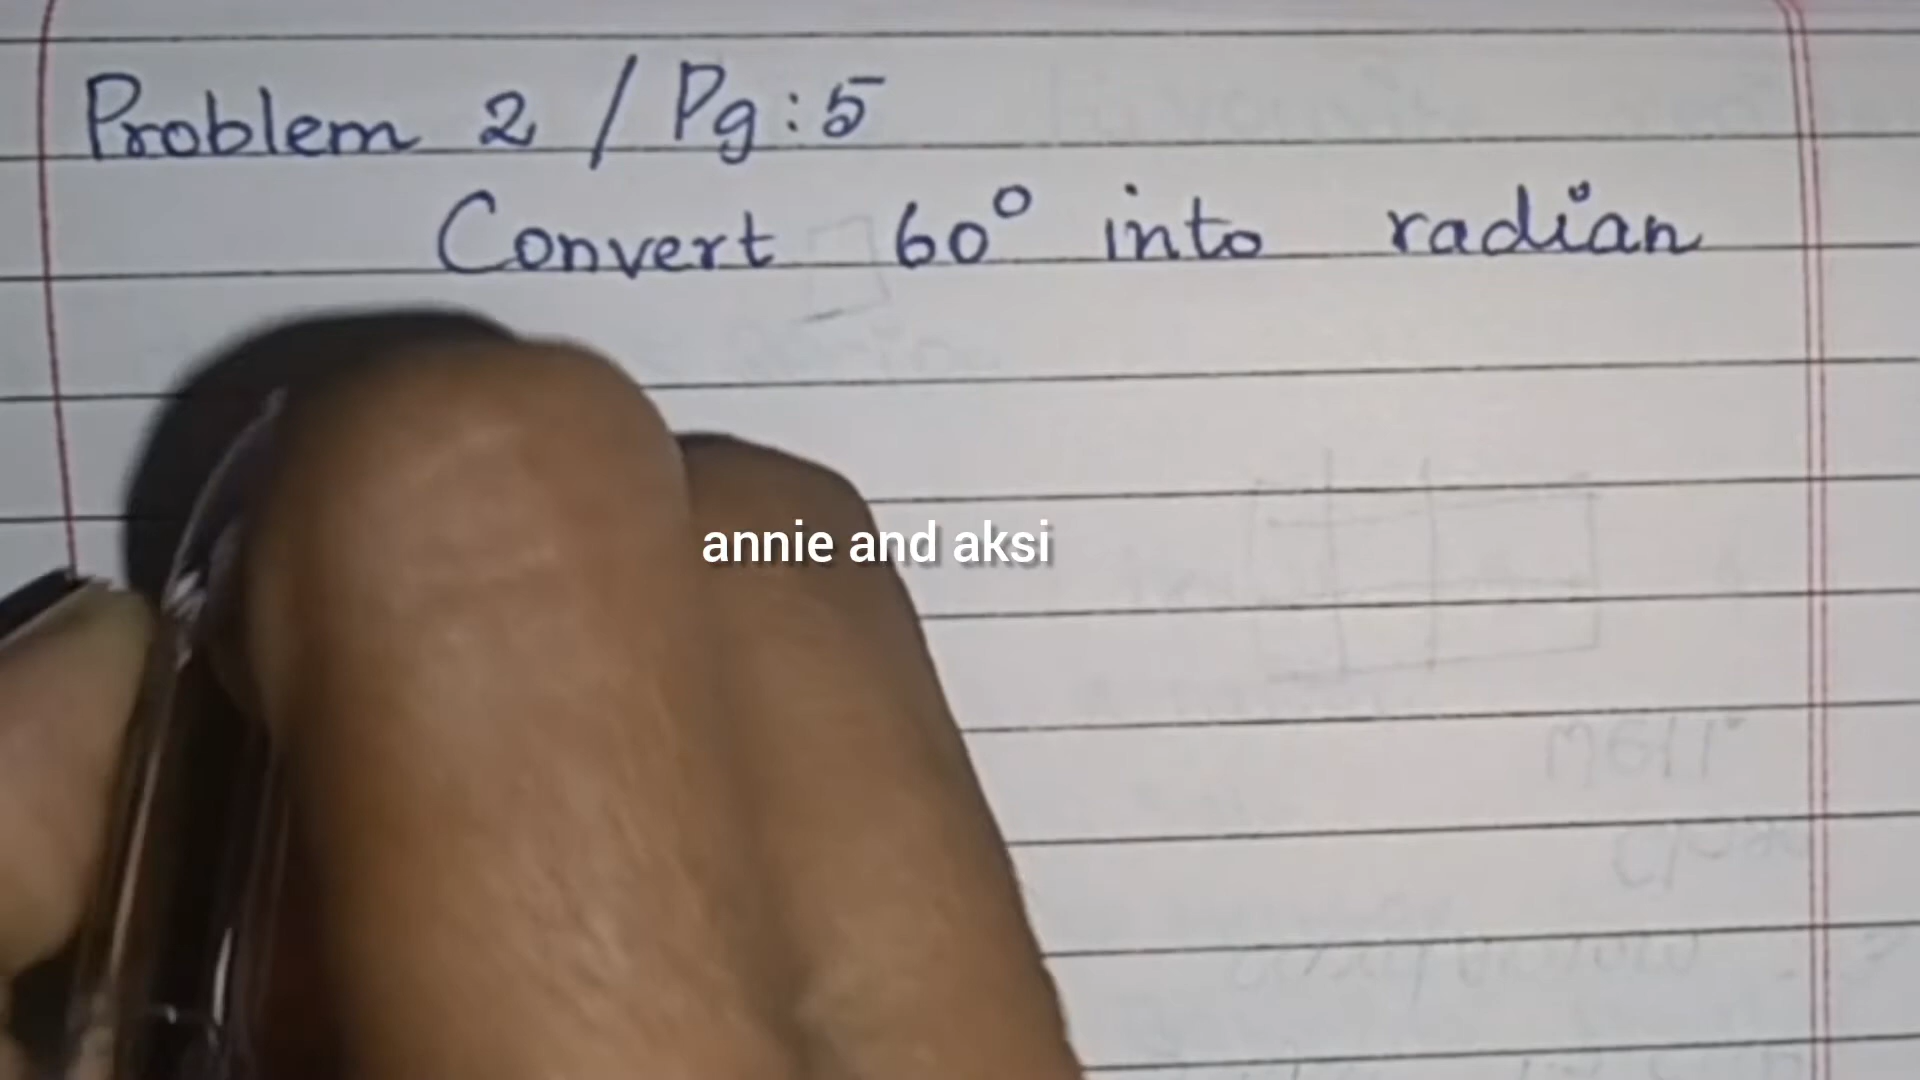 Problem 2 / Pg:5
Convert 60° into radian
annie and aksi